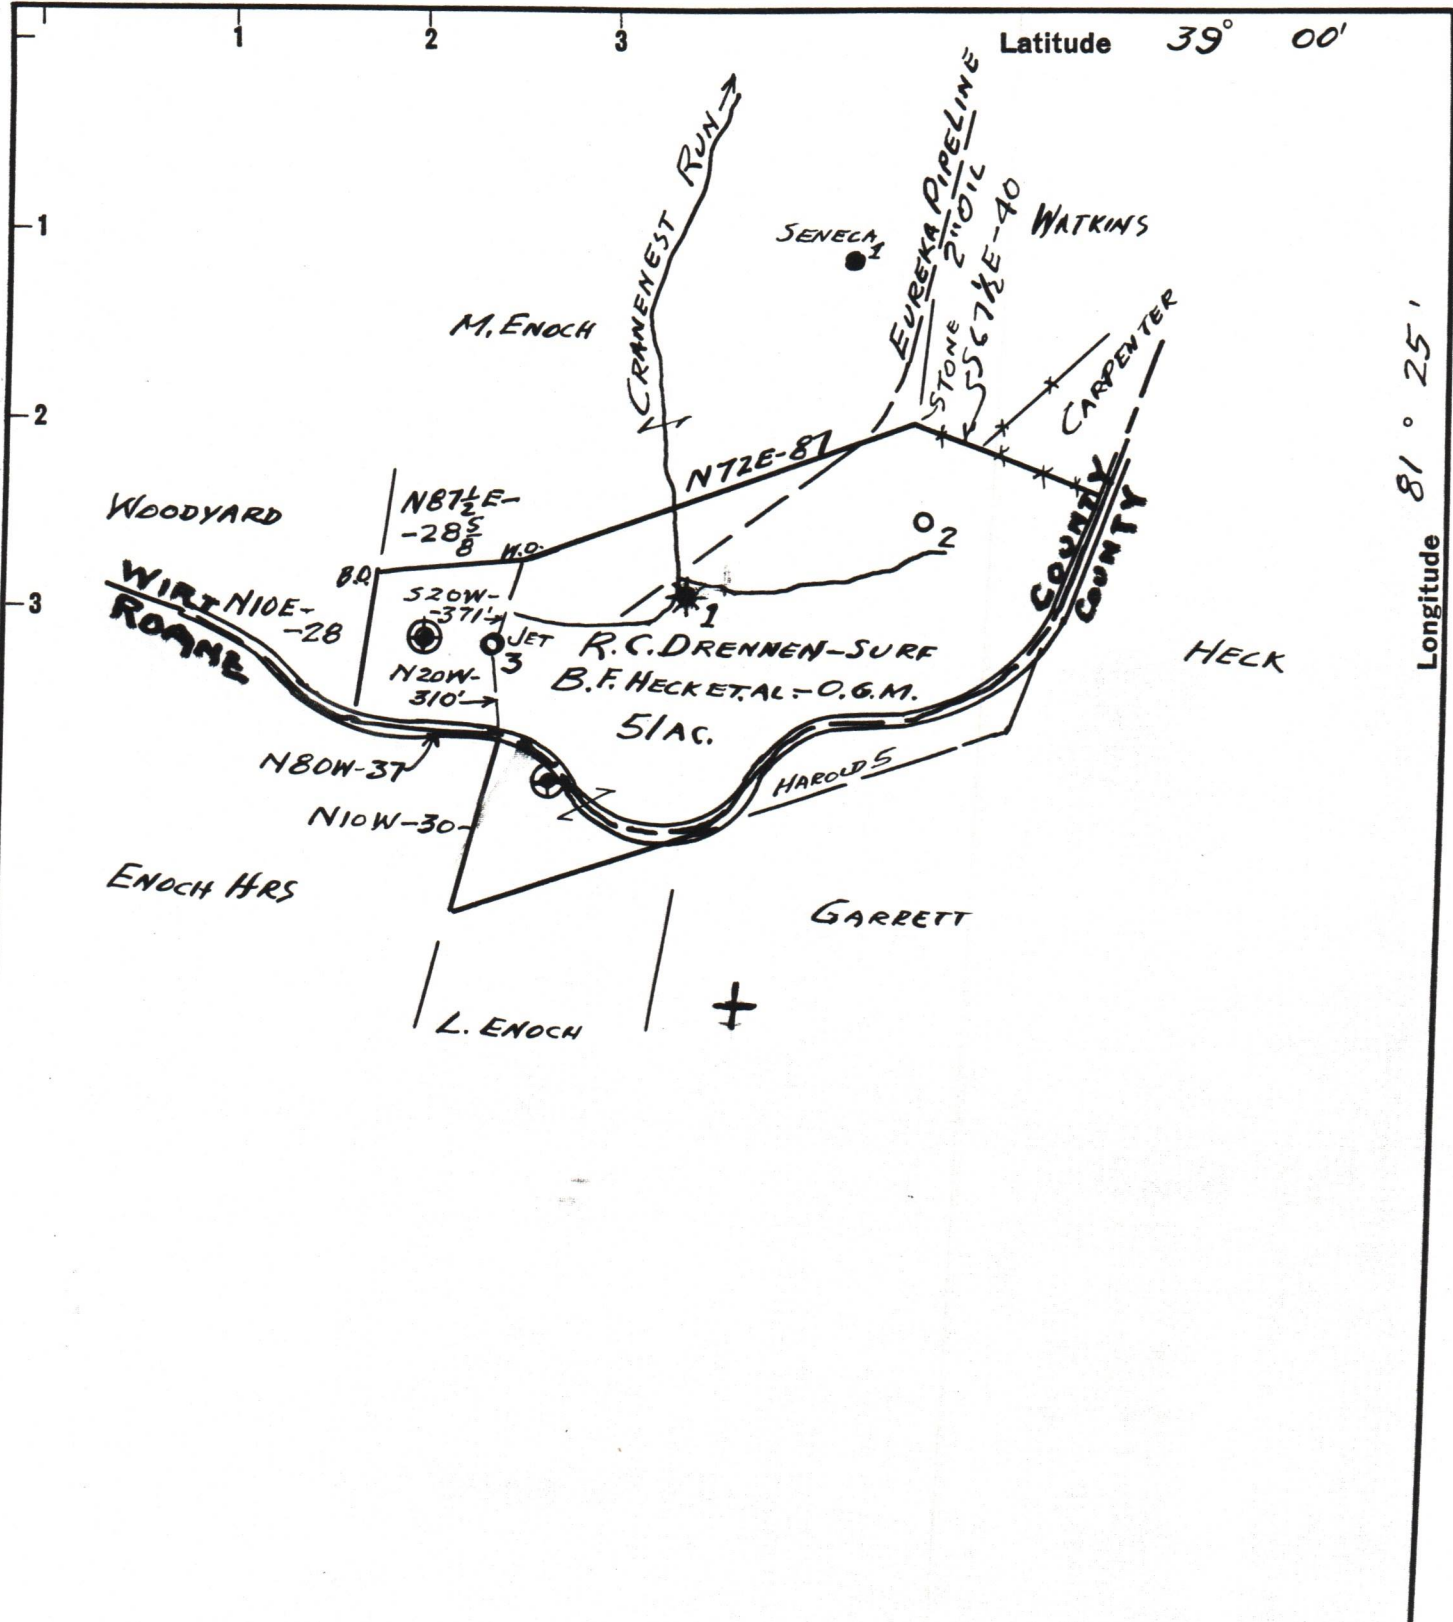 1 2 3 Latitude 39° 00'
1
2
3
Longitude 81° 25'
CRANENEST RUN
EUREKA PIPELINE
2" OIL
SENECA 1
WATKINS
M. ENOCH
STONE
S67½E-40
CARPENTER
N72E-87
WOODYARD
N87½E-
-28⅝
B.O.
W.O.
2
WIRT COUNTY
ROANE COUNTY
N10E-
-28
S20W-
-371'
1
JET
3
N20W-
310'
R.C. DRENNEN-SURF
B.F. HECK ET.AL.-O.G.M.
51 AC.
HECK
N80W-37
HAROLDS
N10W-30
ENOCH HRS
GARRETT
L. ENOCH